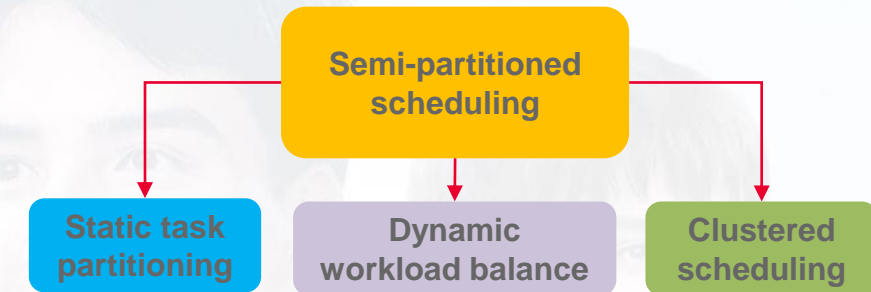 Semi-partitioned
scheduling
Static task
partitioning
Dynamic
workload balance
Clustered
scheduling